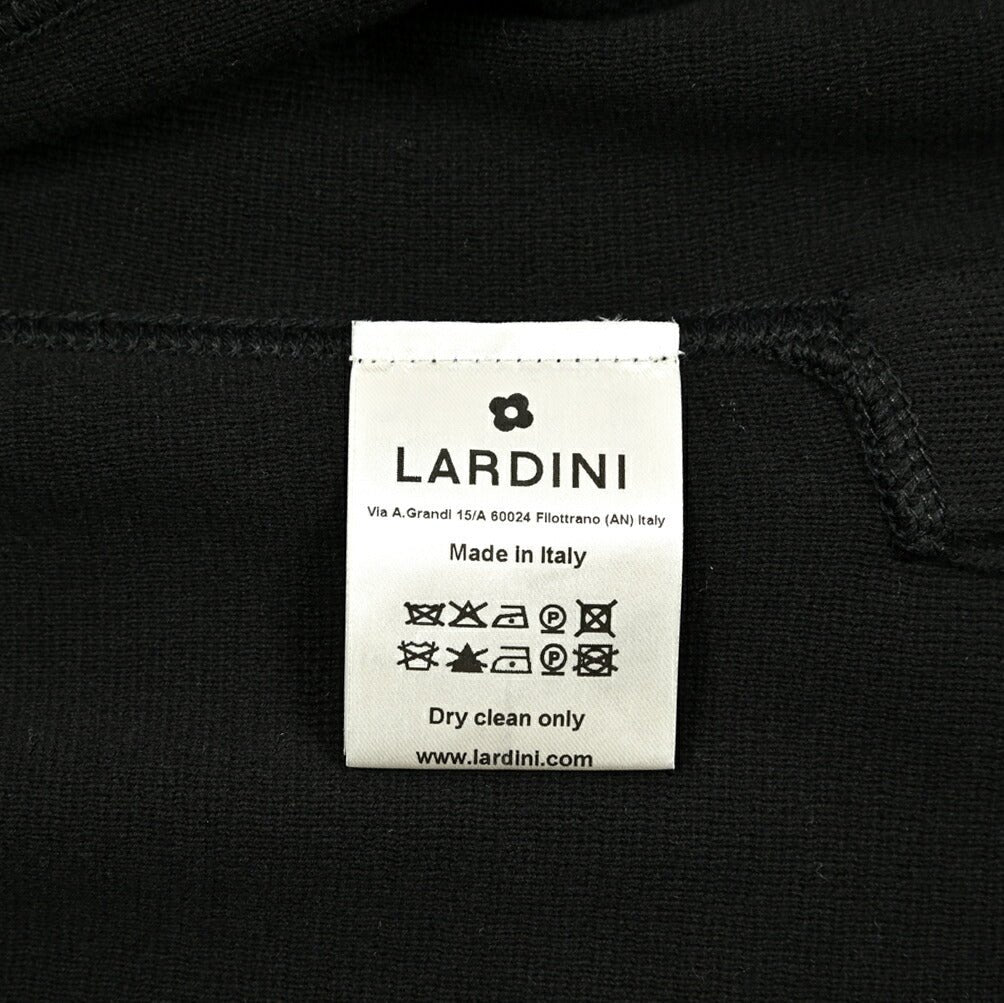 LARDINI
Via A.Grandi 15/A 60024 Filottrano (AN) Italy
Made in Italy
P
P
Dry clean only
www.lardini.com